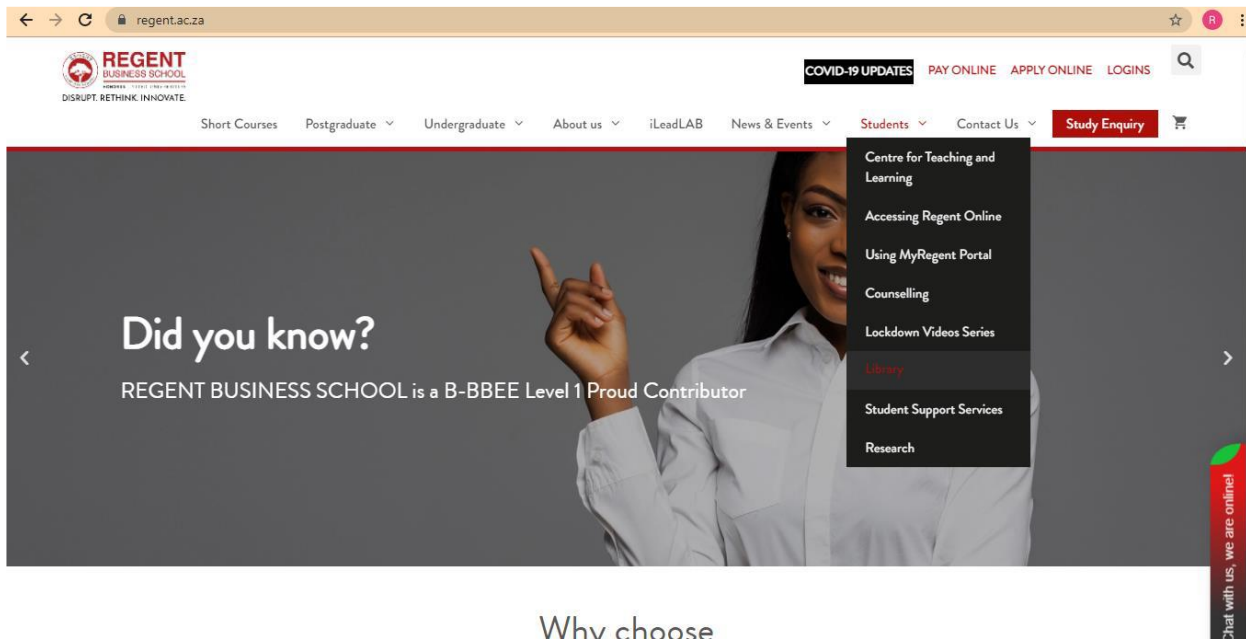 regent.ac.za
R
REGENT
BUSINESS SCHOOL
DISRUPT. RETHINK. INNOVATE.
COVID-19 UPDATES PAY ONLINE APPLY ONLINE LOGINS
Short Courses Postgraduate Undergraduate About us iLeadLAB News & Events Students Contact Us Study Enquiry
Centre for Teaching and
Learning
Accessing Regent Online
Using MyRegent Portal
Counselling
Lockdown Videos Series
Library
Student Support Services
Research
Did you know?
REGENT BUSINESS SCHOOL is a B-BBEE Level 1 Proud Contributor
Chat with us, we are online!
Why choose